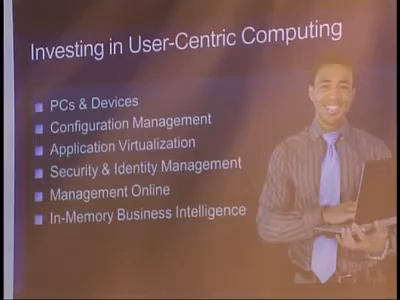 Investing in User-Centric Computing
PCs & Devices
Configuration Management
Application Virtualization
Security & Identity Management
Management Online
In-Memory Business Intelligence